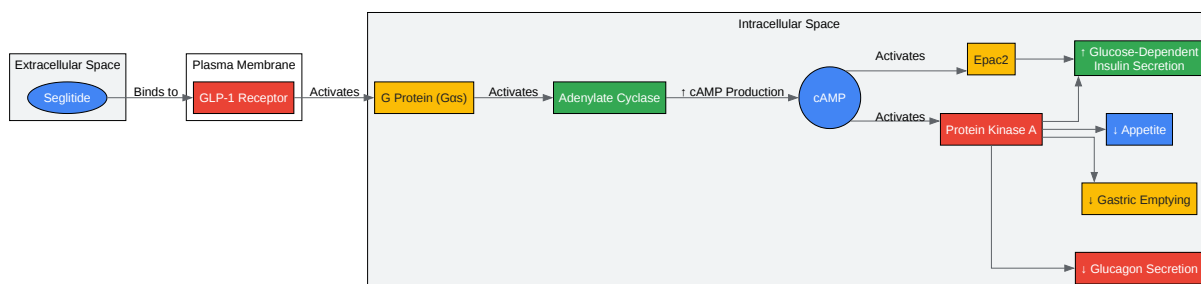 Intracellular Space
Extracellular Space
Seglitide
Binds to
Plasma Membrane
GLP-1 Receptor
Activates
G Protein (Gαs)
Activates
Adenylate Cyclase
↑ cAMP Production
cAMP
Activates
Epac2
↑ Glucose-Dependent
Insulin Secretion
Activates
Protein Kinase A
↓ Appetite
↓ Gastric Emptying
↓ Glucagon Secretion